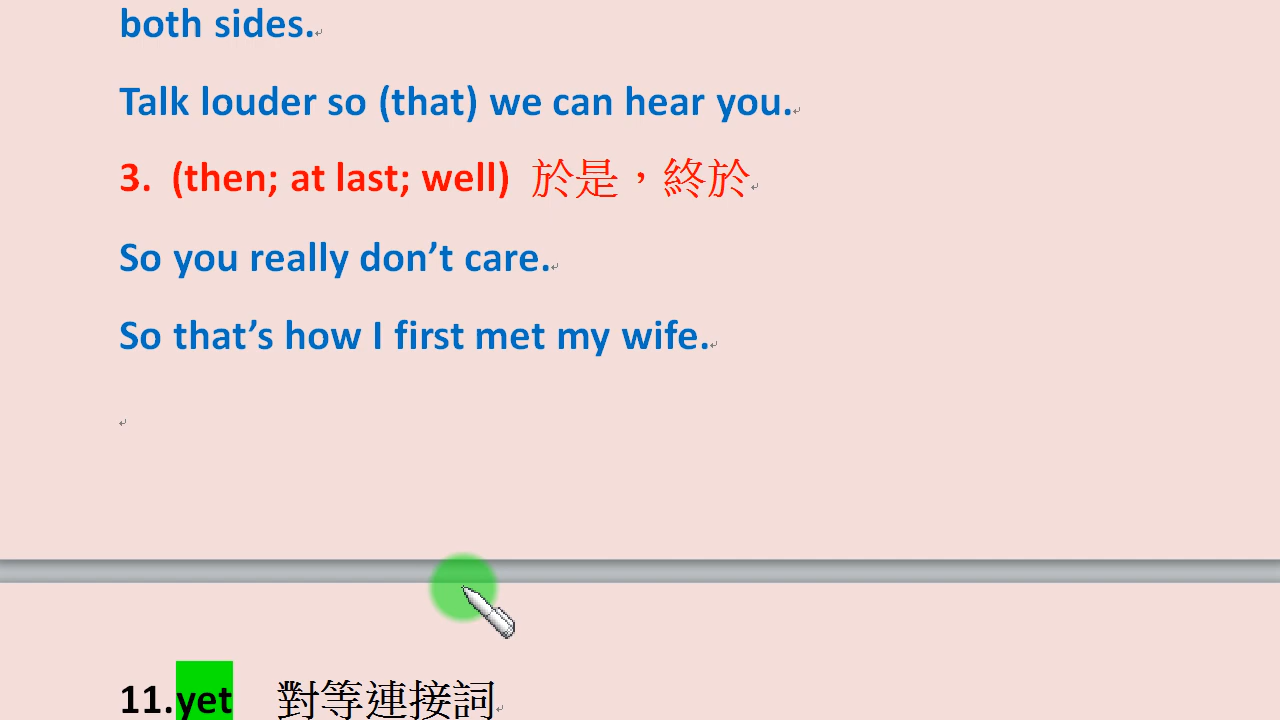 both sides.
Talk louder so (that) we can hear you.
3.  (then; at last; well)  於是，終於
So you really don’t care.
So that’s how I first met my wife.
11.yet    對等連接詞